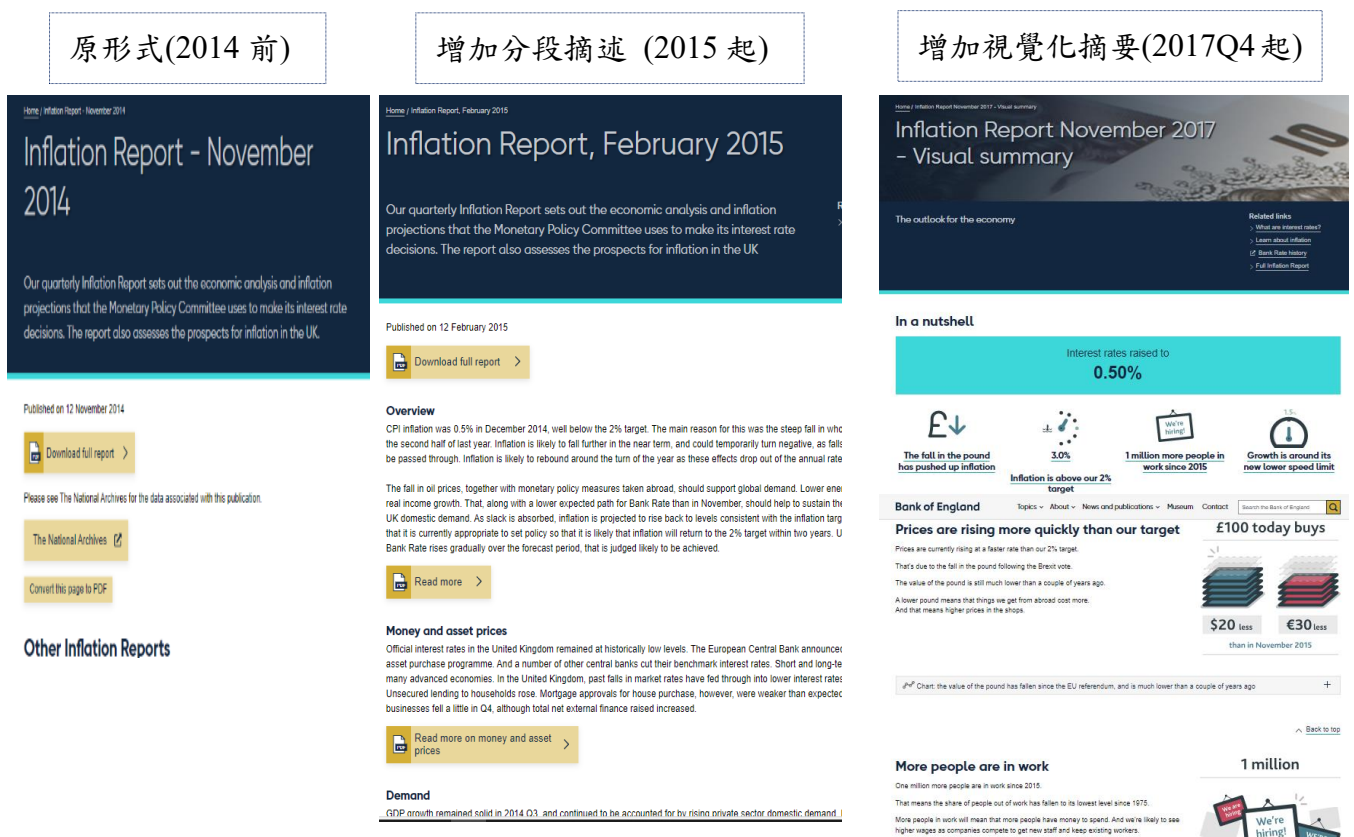 原形式(2014 前)
Home / Inflation Report - November 2014
Inflation Report - November
2014
Our quarterly Inflation Report sets out the economic analysis and inflation
projections that the Monetary Policy Committee uses to make its interest rate
decisions. The report also assesses the prospects for inflation in the UK.
Published on 12 November 2014
PDF
Download full report
Please see The National Archives for the data associated with this publication.
The National Archives
Convert this page to PDF
Other Inflation Reports
增加分段摘述 (2015 起)
Home / Inflation Report, February 2015
Inflation Report, February 2015
Our quarterly Inflation Report sets out the economic analysis and inflation
projections that the Monetary Policy Committee uses to make its interest rate
decisions. The report also assesses the prospects for inflation in the UK
R
Published on 12 February 2015
PDF
Download full report
Overview
CPI inflation was 0.5% in December 2014, well below the 2% target. The main reason for this was the steep fall in who
the second half of last year. Inflation is likely to fall further in the near term, and could temporarily turn negative, as falls
be passed through. Inflation is likely to rebound around the turn of the year as these effects drop out of the annual rate
The fall in oil prices, together with monetary policy measures taken abroad, should support global demand. Lower ener
real income growth. That, along with a lower expected path for Bank Rate than in November, should help to sustain the
UK domestic demand. As slack is absorbed, inflation is projected to rise back to levels consistent with the inflation targ
that it is currently appropriate to set policy so that it is likely that inflation will return to the 2% target within two years. U
Bank Rate rises gradually over the forecast period, that is judged likely to be achieved.
PDF
Read more
Money and asset prices
Official interest rates in the United Kingdom remained at historically low levels. The European Central Bank announced
asset purchase programme. And a number of other central banks cut their benchmark interest rates. Short and long-te
many advanced economies. In the United Kingdom, past falls in market rates have fed through into lower interest rates
Unsecured lending to households rose. Mortgage approvals for house purchase, however, were weaker than expected
businesses fell a little in Q4, although total net external finance raised increased.
PDF
Read more on money and asset
prices
Demand
GDP growth remained solid in 2014 Q3, and continued to be accounted for by rising private sector domestic demand.
增加視覺化摘要(2017Q4 起)
Home / Inflation Report November 2017 - Visual summary
Inflation Report November 2017
- Visual summary
The outlook for the economy
Related links
What are interest rates?
Learn about inflation
Bank Rate history
Full Inflation Report
In a nutshell
Interest rates raised to
0.50%
£
We're
hiring!
1.5%
The fall in the pound
has pushed up inflation
3.0%
Inflation is above our 2%
target
1 million more people in
work since 2015
Growth is around its
new lower speed limit
Bank of England
Topics About News and publications Museum Contact Search the Bank of England
Prices are rising more quickly than our target
Prices are currently rising at a faster rate than our 2% target.
That's due to the fall in the pound following the Brexit vote.
The value of the pound is still much lower than a couple of years ago.
A lower pound means that things we get from abroad cost more.
And that means higher prices in the shops.
£100 today buys
$20 less €30 less
than in November 2015
Chart: the value of the pound has fallen since the EU referendum, and is much lower than a couple of years ago +
Back to top
More people are in work
One million more people are in work since 2015.
That means the share of people out of work has fallen to its lowest level since 1975.
More people in work will mean that more people have money to spend. And we're likely to see
higher wages as companies compete to get new staff and keep existing workers.
1 million
We are
hiring
We're
hiring!